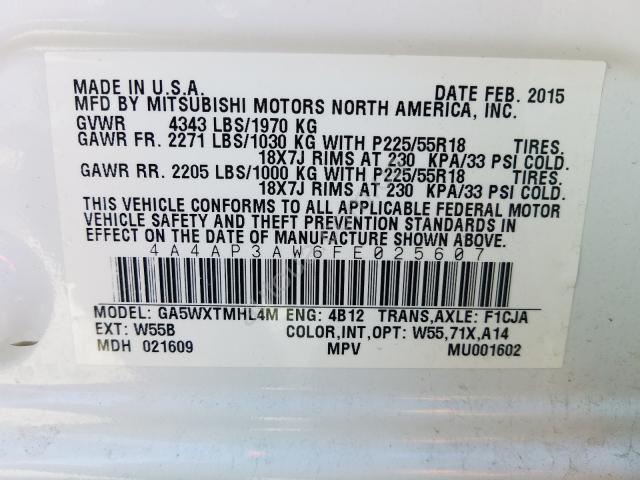 MADE IN U.S.A. DATE FEB. 2015
MFD BY MITSUBISHI MOTORS NORTH AMERICA, INC.
GVWR 4343 LBS/1970 KG
GAWR FR. 2271 LBS/1030 KG WITH P225/55R18 TIRES.
18X7J RIMS AT 230 KPA/33 PSI COLD.
GAWR RR. 2205 LBS/1000 KG WITH P225/55R18 TIRES.
18X7J RIMS AT 230 KPA/33 PSI COLD.
THIS VEHICLE CONFORMS TO ALL APPLICABLE FEDERAL MOTOR
VEHICLE SAFETY AND THEFT PREVENTION STANDARDS IN
EFFECT ON THE DATE OF MANUFACTURE SHOWN ABOVE.
4A4AP3AW6FE025607
MODEL: GA5WXTMHL4M ENG: 4B12 TRANS,AXLE: F1CJA
EXT: W55B COLOR,INT,OPT: W55,71X,A14
MDH 021609 MPV MU001602